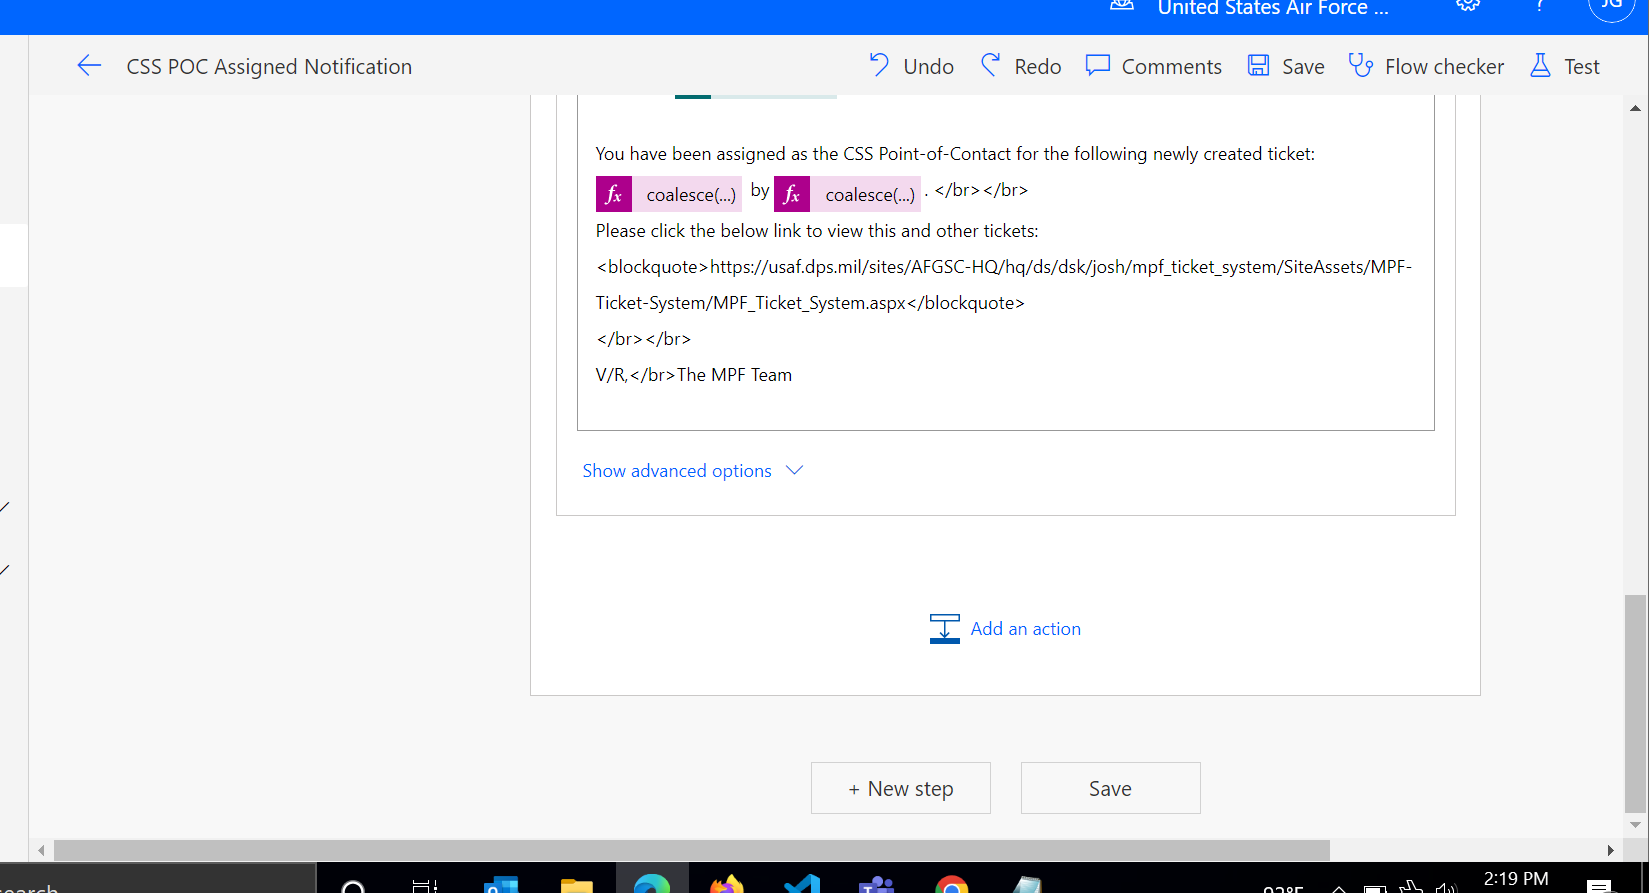 United States Air Force ...
?
JG
CSS POC Assigned Notification
Undo
Redo
Comments
Save
Flow checker
Test
You have been assigned as the CSS Point-of-Contact for the following newly created ticket:
fx coalesce(...) by fx coalesce(...) . </br></br>
Please click the below link to view this and other tickets:
<blockquote>https://usaf.dps.mil/sites/AFGSC-HQ/hq/ds/dsk/josh/mpf_ticket_system/SiteAssets/MPF-
Ticket-System/MPF_Ticket_System.aspx</blockquote>
</br></br>
V/R,</br>The MPF Team
Show advanced options
Add an action
+ New step
Save
2:19 PM